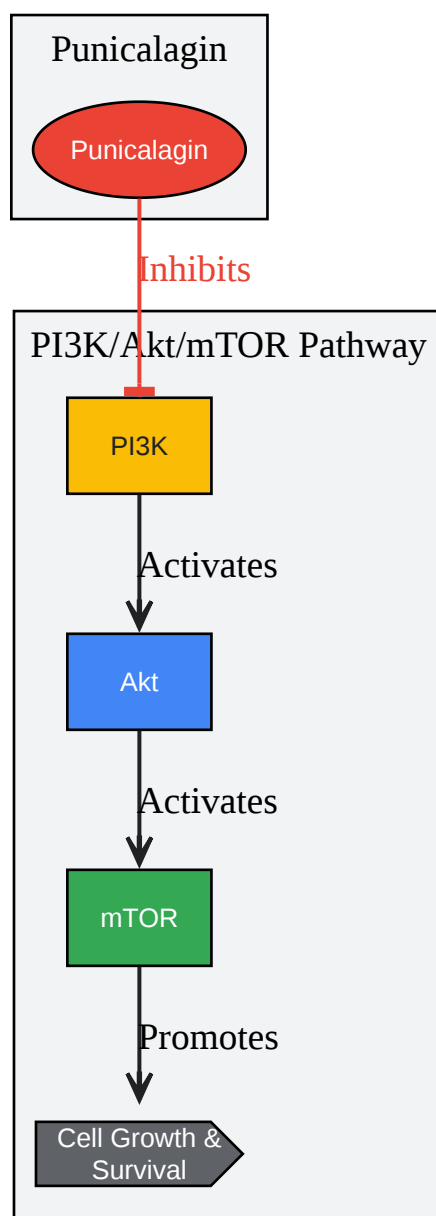 Punicalagin
Punicalagin
Inhibits
PI3K/Akt/mTOR Pathway
PI3K
Activates
Akt
Activates
mTOR
Promotes
Cell Growth &
Survival